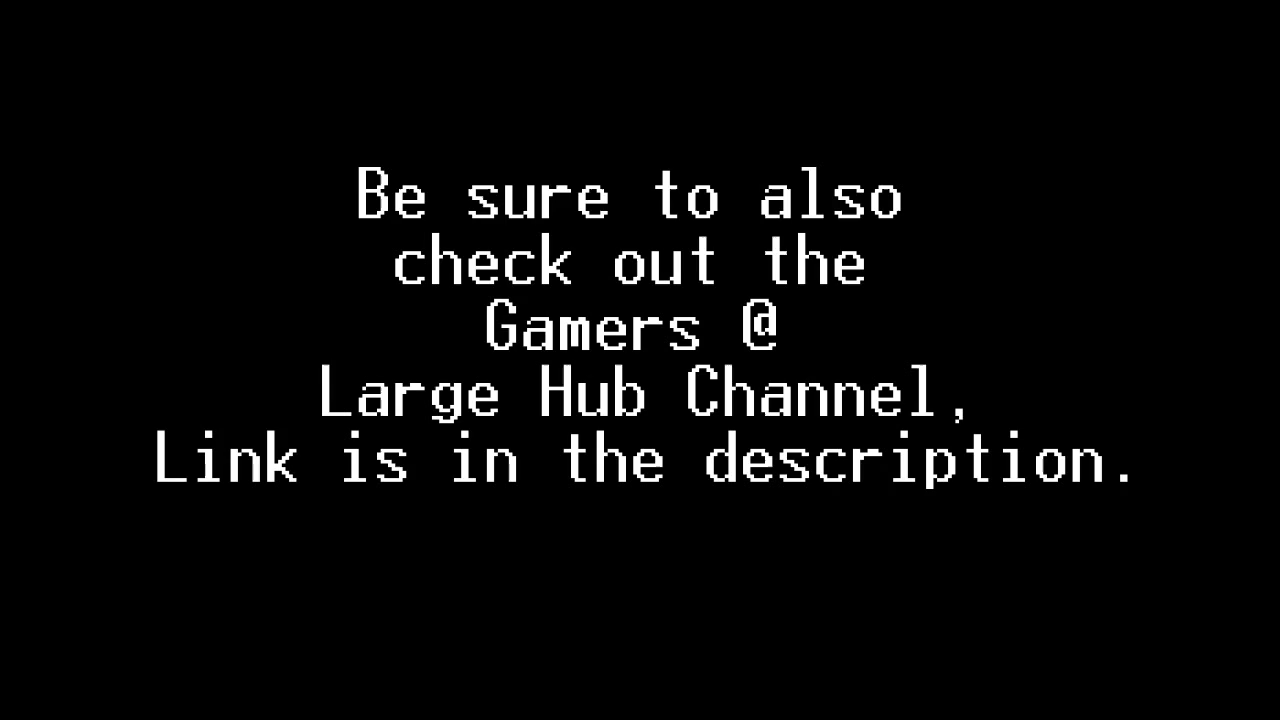 Be sure to also
check out the
Gamers @
Large Hub Channel,
Link is in the description.